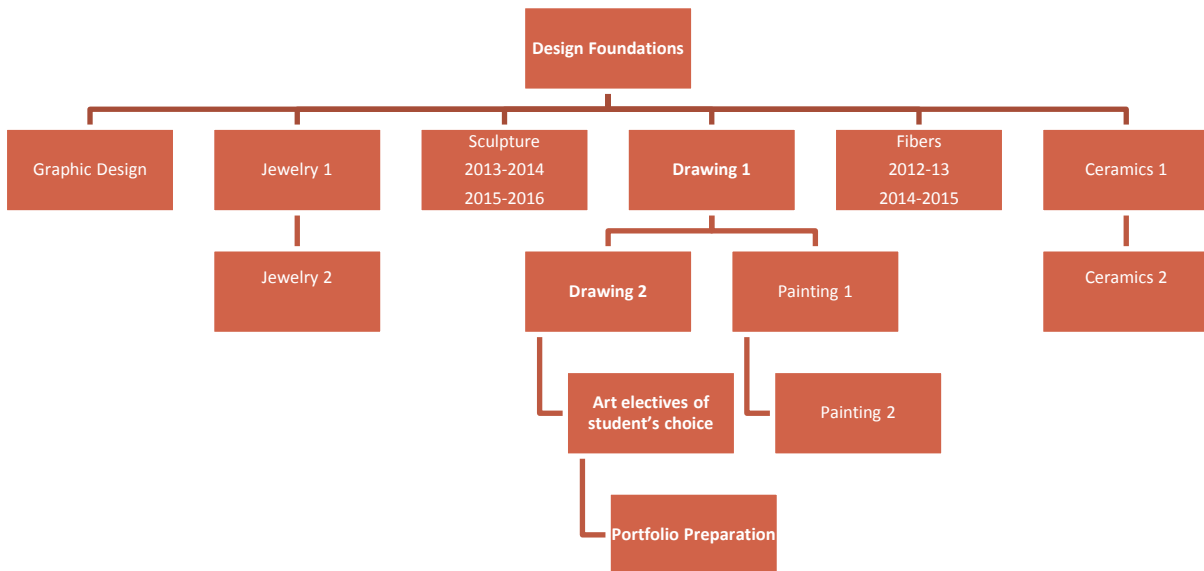 Design Foundations
Graphic Design
Jewelry 1
Sculpture
2013-2014
2015-2016
Drawing 1
Fibers
2012-13
2014-2015
Ceramics 1
Jewelry 2
Drawing 2
Painting 1
Ceramics 2
Art electives of
student’s choice
Painting 2
Portfolio Preparation